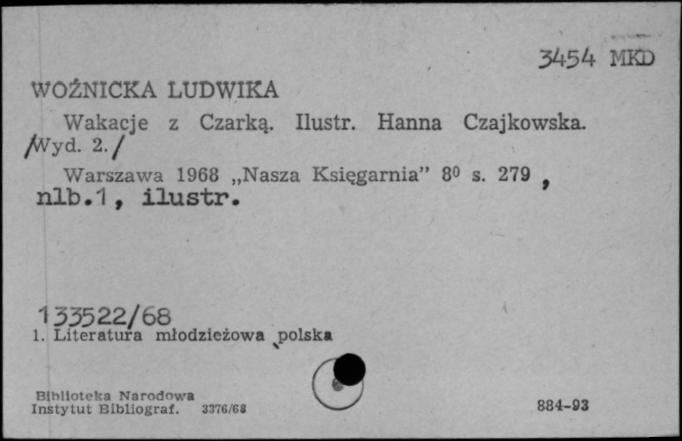 3454 MKD
WOŹNICKA LUDWIKA
Wakacje z Czarką. Ilustr. Hanna Czajkowska.
/Wyd. 2./
Warszawa 1968 „Nasza Księgarnia” 8⁰ s. 279 ,
nlb.1, ilustr.
133522/68
1. Literatura młodzieżowa polska
Biblioteka Narodowa
Instytut Bibliograf. 3376/68
884-93